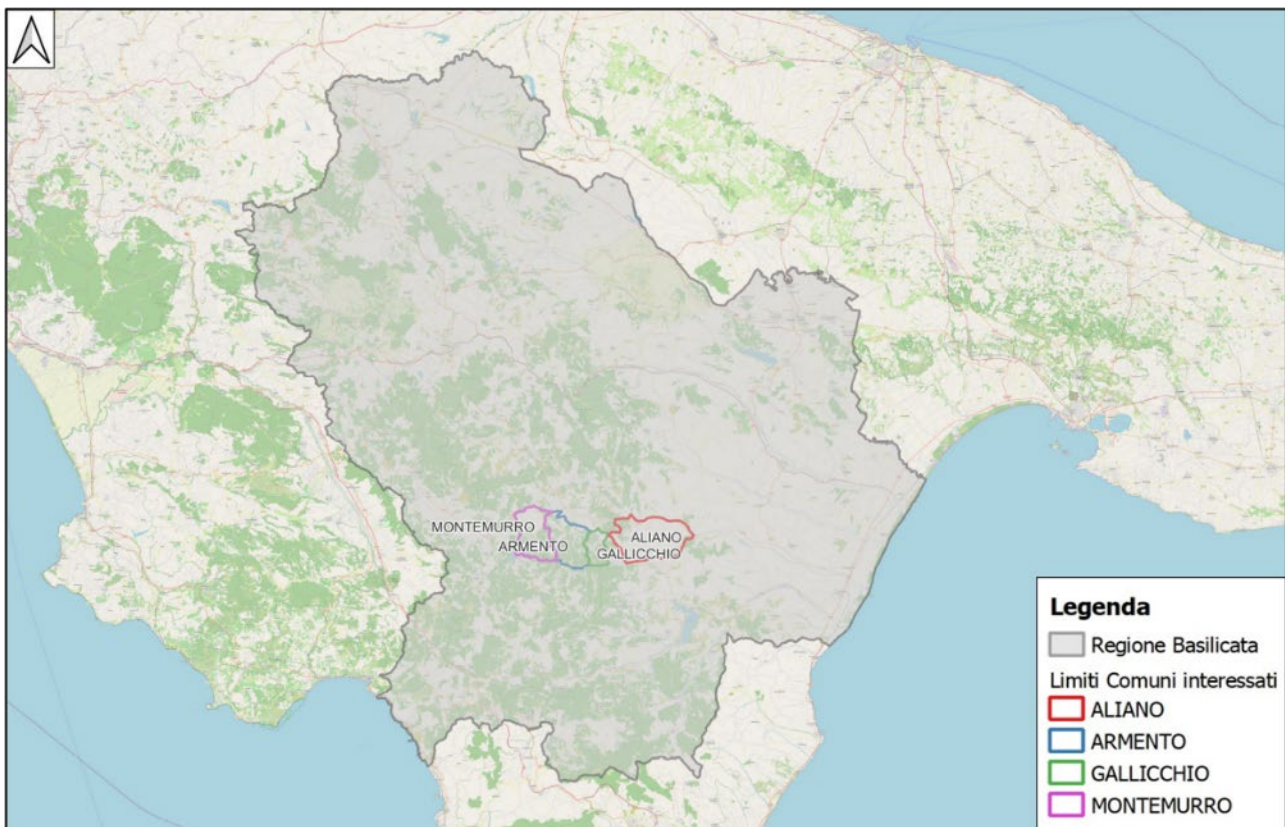 MONTEMURRO
ARMENTO
ALIANO
GALLICCHIO
Legenda
Regione Basilicata
Limiti Comuni interessati
ALIANO
ARMENTO
GALLICCHIO
MONTEMURRO